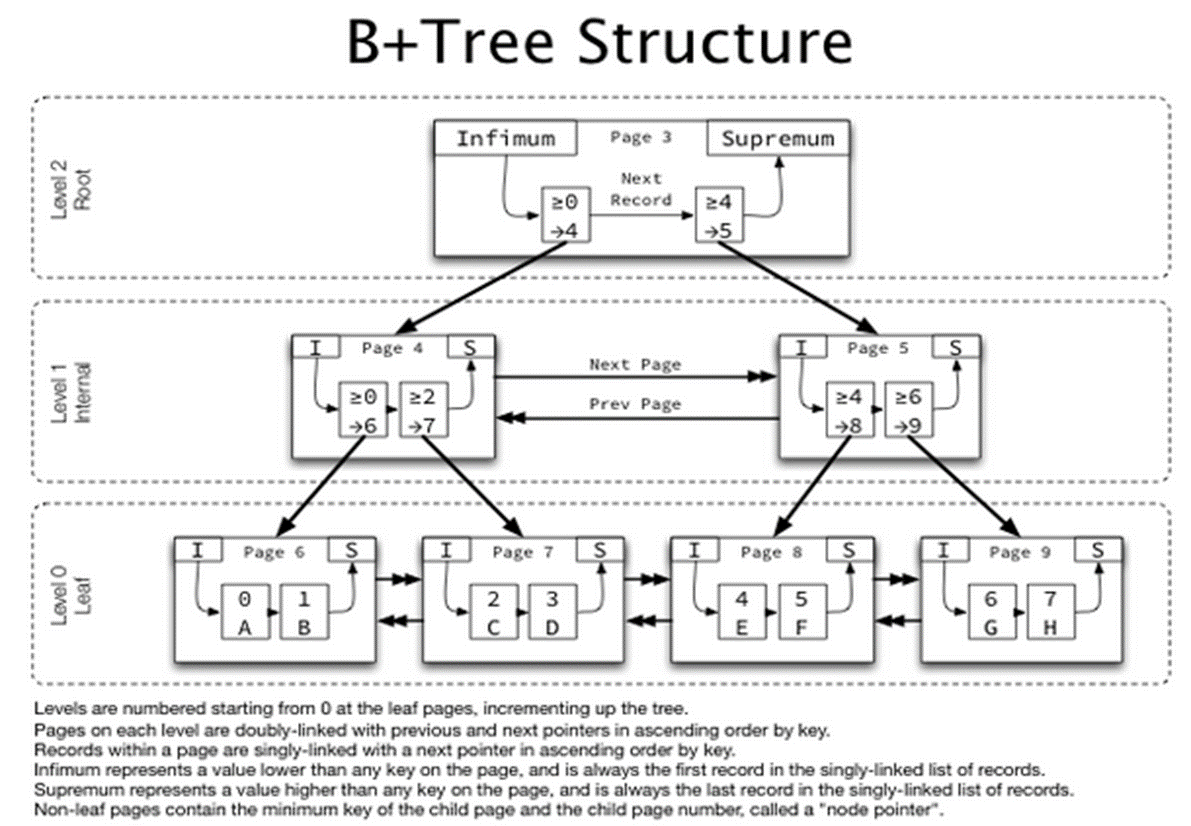 B+Tree Structure
Level 2
Root
Infimum
Page 3
Supremum
Next
Record
≥0
→4
≥4
→5
Level 1
Internal
I
Page 4
S
≥0
→6
≥2
→7
Next Page
Prev Page
I
Page 5
S
≥4
→8
≥6
→9
Level 0
Leaf
I
Page 6
S
0
A
1
B
I
Page 7
S
2
C
3
D
I
Page 8
S
4
E
5
F
I
Page 9
S
6
G
7
H
Levels are numbered starting from 0 at the leaf pages, incrementing up the tree.
Pages on each level are doubly-linked with previous and next pointers in ascending order by key.
Records within a page are singly-linked with a next pointer in ascending order by key.
Infimum represents a value lower than any key on the page, and is always the first record in the singly-linked list of records.
Supremum represents a value higher than any key on the page, and is always the last record in the singly-linked list of records.
Non-leaf pages contain the minimum key of the child page and the child page number, called a "node pointer".